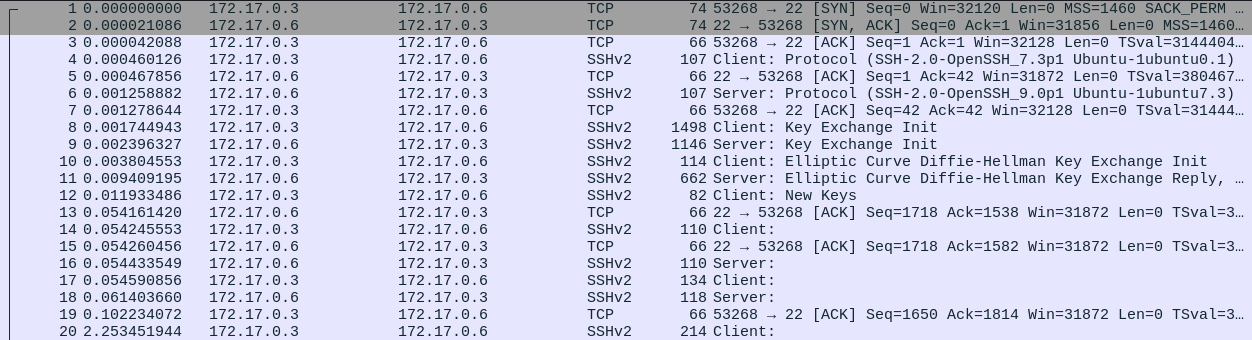 1 0.000000000 172.17.0.3 172.17.0.6 TCP 74 53268 → 22 [SYN] Seq=0 Win=32120 Len=0 MSS=1460 SACK_PERM …
2 0.000021086 172.17.0.6 172.17.0.3 TCP 74 22 → 53268 [SYN, ACK] Seq=0 Ack=1 Win=31856 Len=0 MSS=1460…
3 0.000042088 172.17.0.3 172.17.0.6 TCP 66 53268 → 22 [ACK] Seq=1 Ack=1 Win=32128 Len=0 TSval=3144404…
4 0.000460126 172.17.0.3 172.17.0.6 SSHv2 107 Client: Protocol (SSH-2.0-OpenSSH_7.3p1 Ubuntu-1ubuntu0.1)
5 0.000467856 172.17.0.6 172.17.0.3 TCP 66 22 → 53268 [ACK] Seq=1 Ack=42 Win=31872 Len=0 TSval=380467…
6 0.001258882 172.17.0.6 172.17.0.3 SSHv2 107 Server: Protocol (SSH-2.0-OpenSSH_9.0p1 Ubuntu-1ubuntu7.3)
7 0.001278644 172.17.0.3 172.17.0.6 TCP 66 53268 → 22 [ACK] Seq=42 Ack=42 Win=32128 Len=0 TSval=31444…
8 0.001744943 172.17.0.3 172.17.0.6 SSHv2 1498 Client: Key Exchange Init
9 0.002396327 172.17.0.6 172.17.0.3 SSHv2 1146 Server: Key Exchange Init
10 0.003804553 172.17.0.3 172.17.0.6 SSHv2 114 Client: Elliptic Curve Diffie-Hellman Key Exchange Init
11 0.009409195 172.17.0.6 172.17.0.3 SSHv2 662 Server: Elliptic Curve Diffie-Hellman Key Exchange Reply, …
12 0.011933486 172.17.0.3 172.17.0.6 SSHv2 82 Client: New Keys
13 0.054161420 172.17.0.6 172.17.0.3 TCP 66 22 → 53268 [ACK] Seq=1718 Ack=1538 Win=31872 Len=0 TSval=3…
14 0.054245553 172.17.0.3 172.17.0.6 SSHv2 110 Client:
15 0.054260456 172.17.0.6 172.17.0.3 TCP 66 22 → 53268 [ACK] Seq=1718 Ack=1582 Win=31872 Len=0 TSval=3…
16 0.054433549 172.17.0.6 172.17.0.3 SSHv2 110 Server:
17 0.054590856 172.17.0.3 172.17.0.6 SSHv2 134 Client:
18 0.061403660 172.17.0.6 172.17.0.3 SSHv2 118 Server:
19 0.102234072 172.17.0.3 172.17.0.6 TCP 66 53268 → 22 [ACK] Seq=1650 Ack=1814 Win=31872 Len=0 TSval=3…
20 2.253451944 172.17.0.3 172.17.0.6 SSHv2 214 Client: